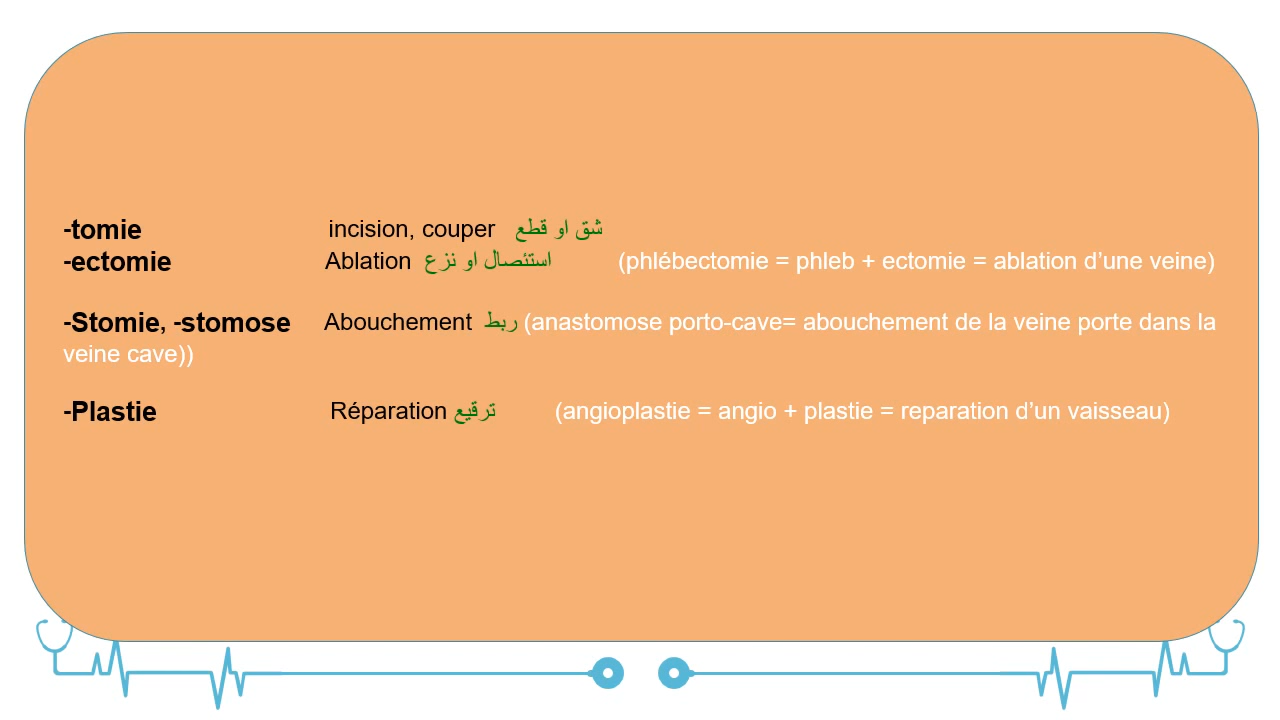 -tomie incision, couper شق او قطع
-ectomie Ablation استئصال او نزع (phlébectomie = phleb + ectomie = ablation d’une veine)
-Stomie, -stomose Abouchement ربط (anastomose porto-cave= abouchement de la veine porte dans la
veine cave))
-Plastie Réparation ترقيع (angioplastie = angio + plastie = reparation d’un vaisseau)